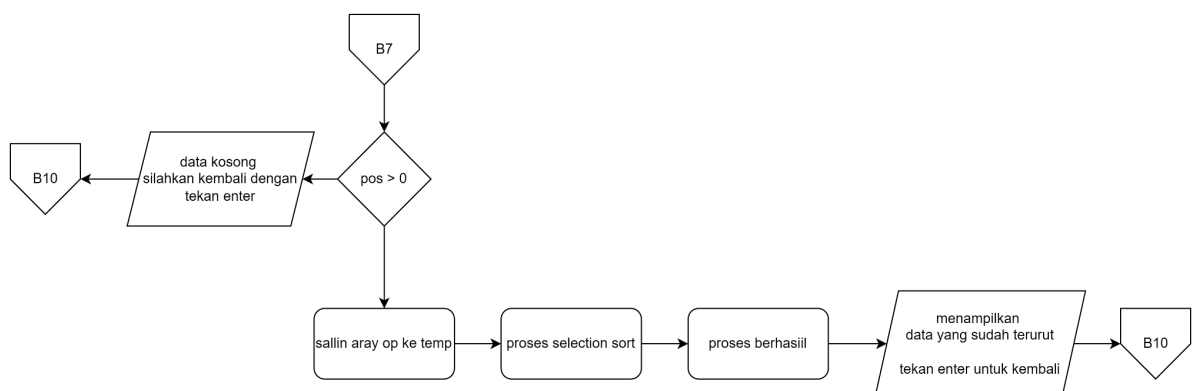 B7
B10
data kosong
silahkan kembali dengan
tekan enter
pos > 0
sallin aray op ke temp
proses selection sort
proses berhasiil
menampilkan
data yang sudah terurut
tekan enter untuk kembali
B10